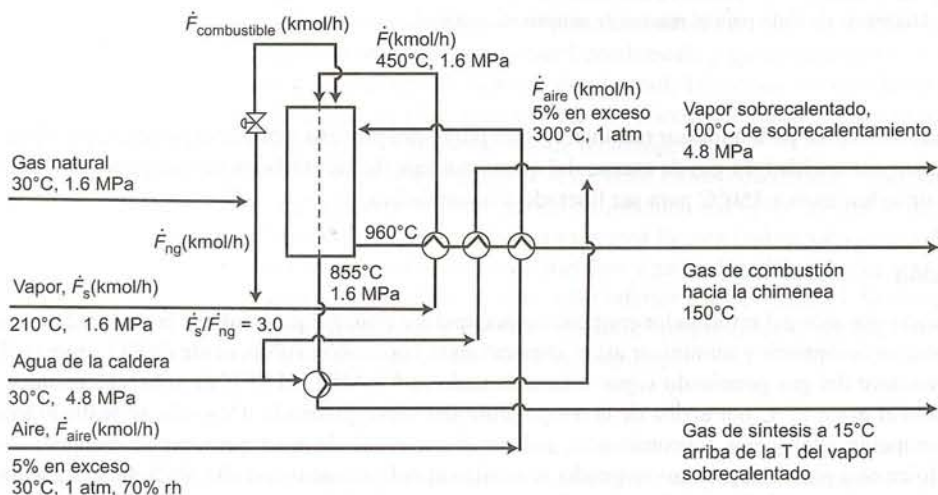 Ḟcombustible (kmol/h)
Ḟ(kmol/h)
450°C, 1.6 MPa
Ḟaire (kmol/h)
5% en exceso
300°C, 1 atm
Vapor sobrecalentado,
100°C de sobrecalentamiento
4.8 MPa
Gas natural
30°C, 1.6 MPa
Ḟng(kmol/h)
960°C
855°C
1.6 MPa
Gas de combustión
hacia la chimenea
150°C
Vapor, Ḟs(kmol/h)
210°C, 1.6 MPa
Ḟs/Ḟng = 3.0
Agua de la caldera
30°C, 4.8 MPa
Aire, Ḟaire(kmol/h)
5% en exceso
30°C, 1 atm, 70% rh
Gas de síntesis a 15°C
arriba de la T del vapor
sobrecalentado